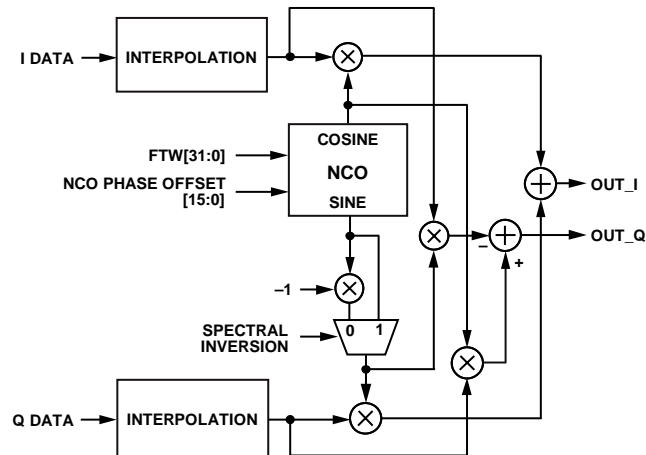 I DATA
INTERPOLATION
COSINE
FTW[31:0]
NCO
NCO PHASE OFFSET
[15:0]
SINE
OUT_I
OUT_Q
–
+
–1
0 1
SPECTRAL
INVERSION
Q DATA
INTERPOLATION